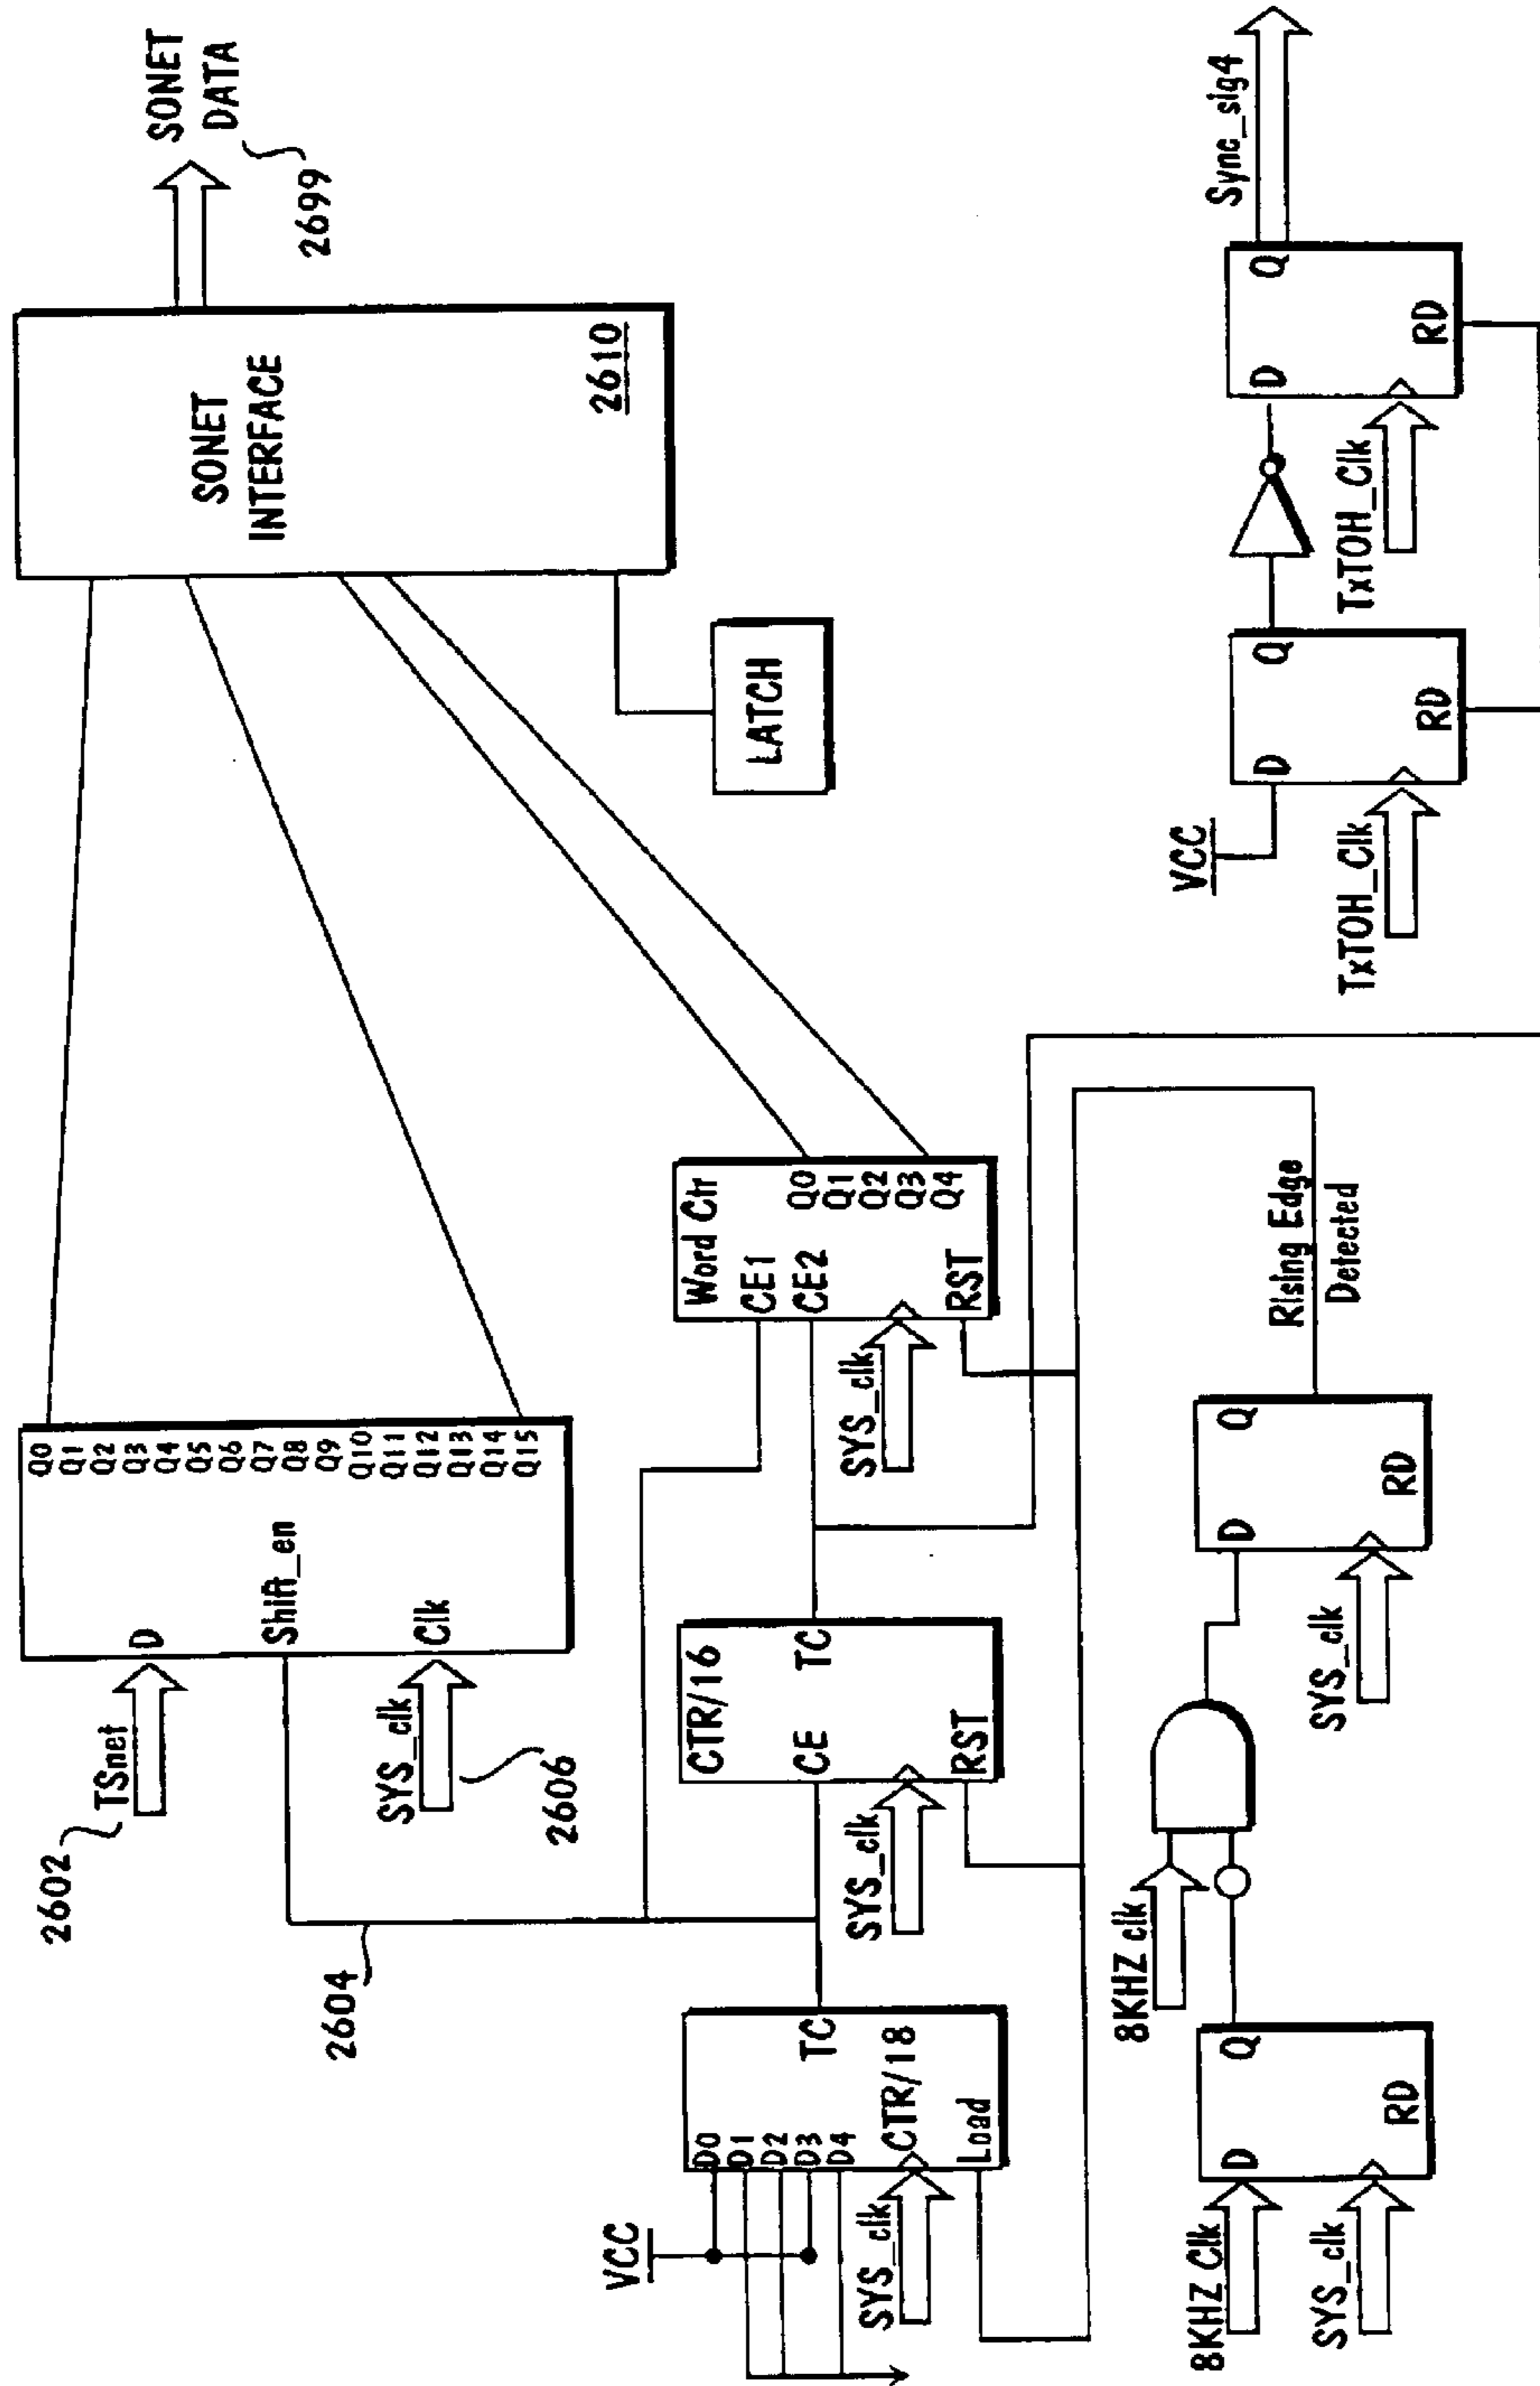 2602
TSnet
D
Shift_en
SYS_clk
Clk
2606
Q0
Q1
Q2
Q3
Q4
Q5
Q6
Q7
Q8
Q9
Q10
Q11
Q12
Q13
Q14
Q15
SONET
INTERFACE
2610
SONET
DATA
2699
2604
LATCH
VCC
D0
D1
D2
D3
D4
TC
CTR/18
SYS_clk
Load
CTR/16
CE
TC
SYS_clk
RST
Word Ctr
CE1
CE2
Q0
Q1
Q2
Q3
Q4
SYS_clk
RST
8KHZ Clk
D
Q
SYS_clk
RD
8KHZ clk
D
Q
SYS_clk
RD
Rising Edge
Detected
VCC
D
Q
TxTOH_Clk
RD
D
Q
TxTOH_Clk
RD
Sync_sig4